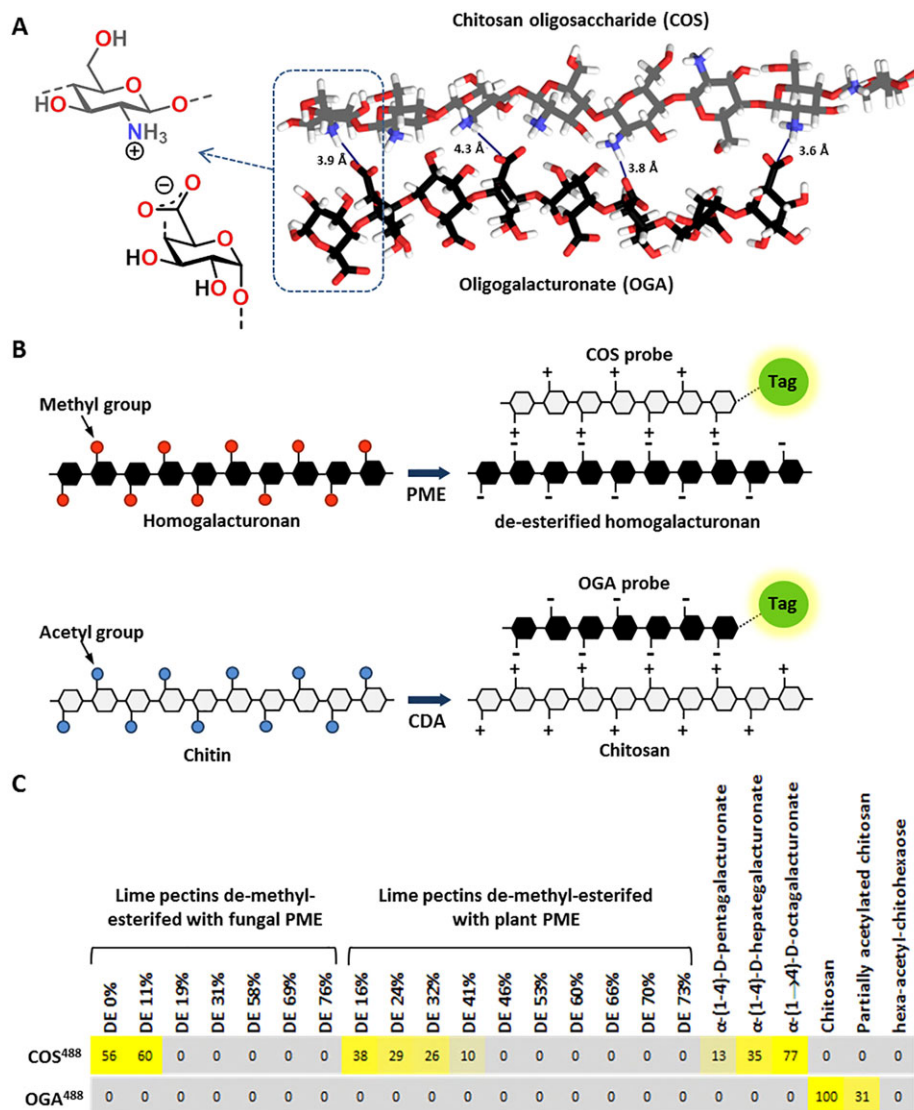 A
Chitosan oligosaccharide (COS)
OH
O
HO
O
NH3
+
−
O
O
O
HO
HO
O
3.9 Å
4.3 Å
3.8 Å
3.6 Å
Oligogalacturonate (OGA)
B
COS probe
Tag
Methyl group
+ + +
+ + + +
− − − − −
PME
− − − − −
Homogalacturonan
de-esterified homogalacturonan
OGA probe
Tag
Acetyl group
− − −
− − − −
+ + + + +
CDA
+ + + + +
Chitin
Chitosan
C
Lime pectins de-methyl-
esterifed with fungal PME
Lime pectins de-methyl-esterifed
with plant PME
DE 0%
DE 11%
DE 19%
DE 31%
DE 58%
DE 69%
DE 76%
DE 16%
DE 24%
DE 32%
DE 41%
DE 46%
DE 53%
DE 60%
DE 66%
DE 70%
DE 73%
α-(1-4)-D-pentagalacturonate
α-(1-4)-D-hepategalacturonate
α-(1→4)-D-octagalacturonate
Chitosan
Partially acetylated chitosan
hexa-acetyl-chitohexaose
COS488 56 60 0 0 0 0 0 38 29 26 10 0 0 0 0 0 0 13 35 77 0 0 0
OGA488 0 0 0 0 0 0 0 0 0 0 0 0 0 0 0 0 0 0 0 0 100 31 0